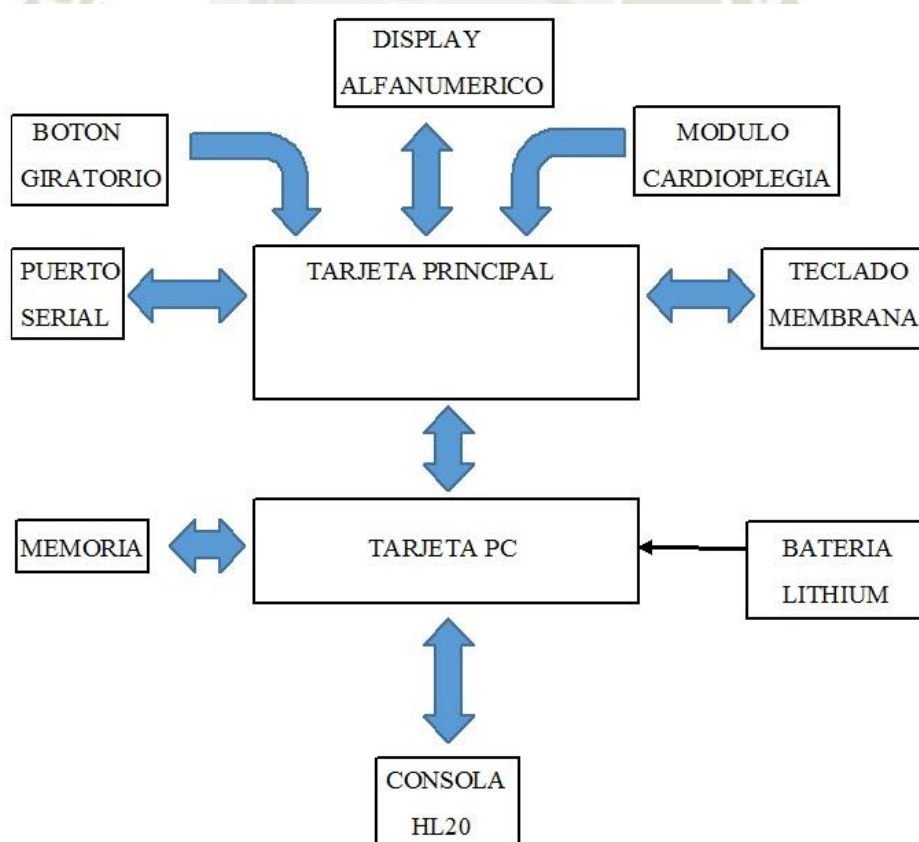 DISPLAY
ALFANUMERICO
BOTON
GIRATORIO
MODULO
CARDIOPLEGIA
PUERTO
SERIAL
TARJETA PRINCIPAL
TECLADO
MEMBRANA
MEMORIA
TARJETA PC
BATERIA
LITHIUM
CONSOLA
HL20